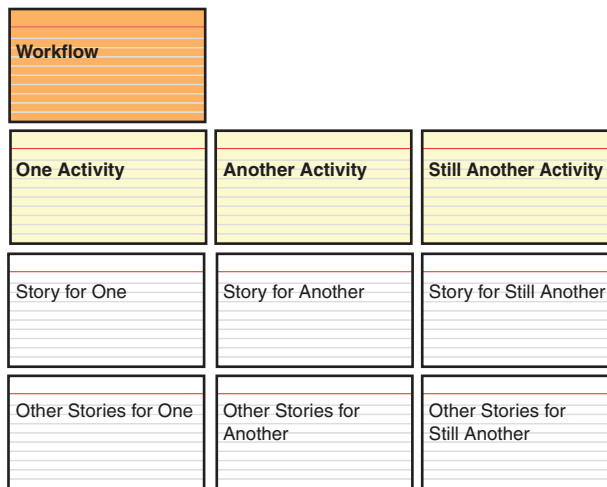 Workflow
One Activity
Another Activity
Still Another Activity
Story for One
Story for Another
Story for Still Another
Other Stories for One
Other Stories for
Another
Other Stories for
Still Another